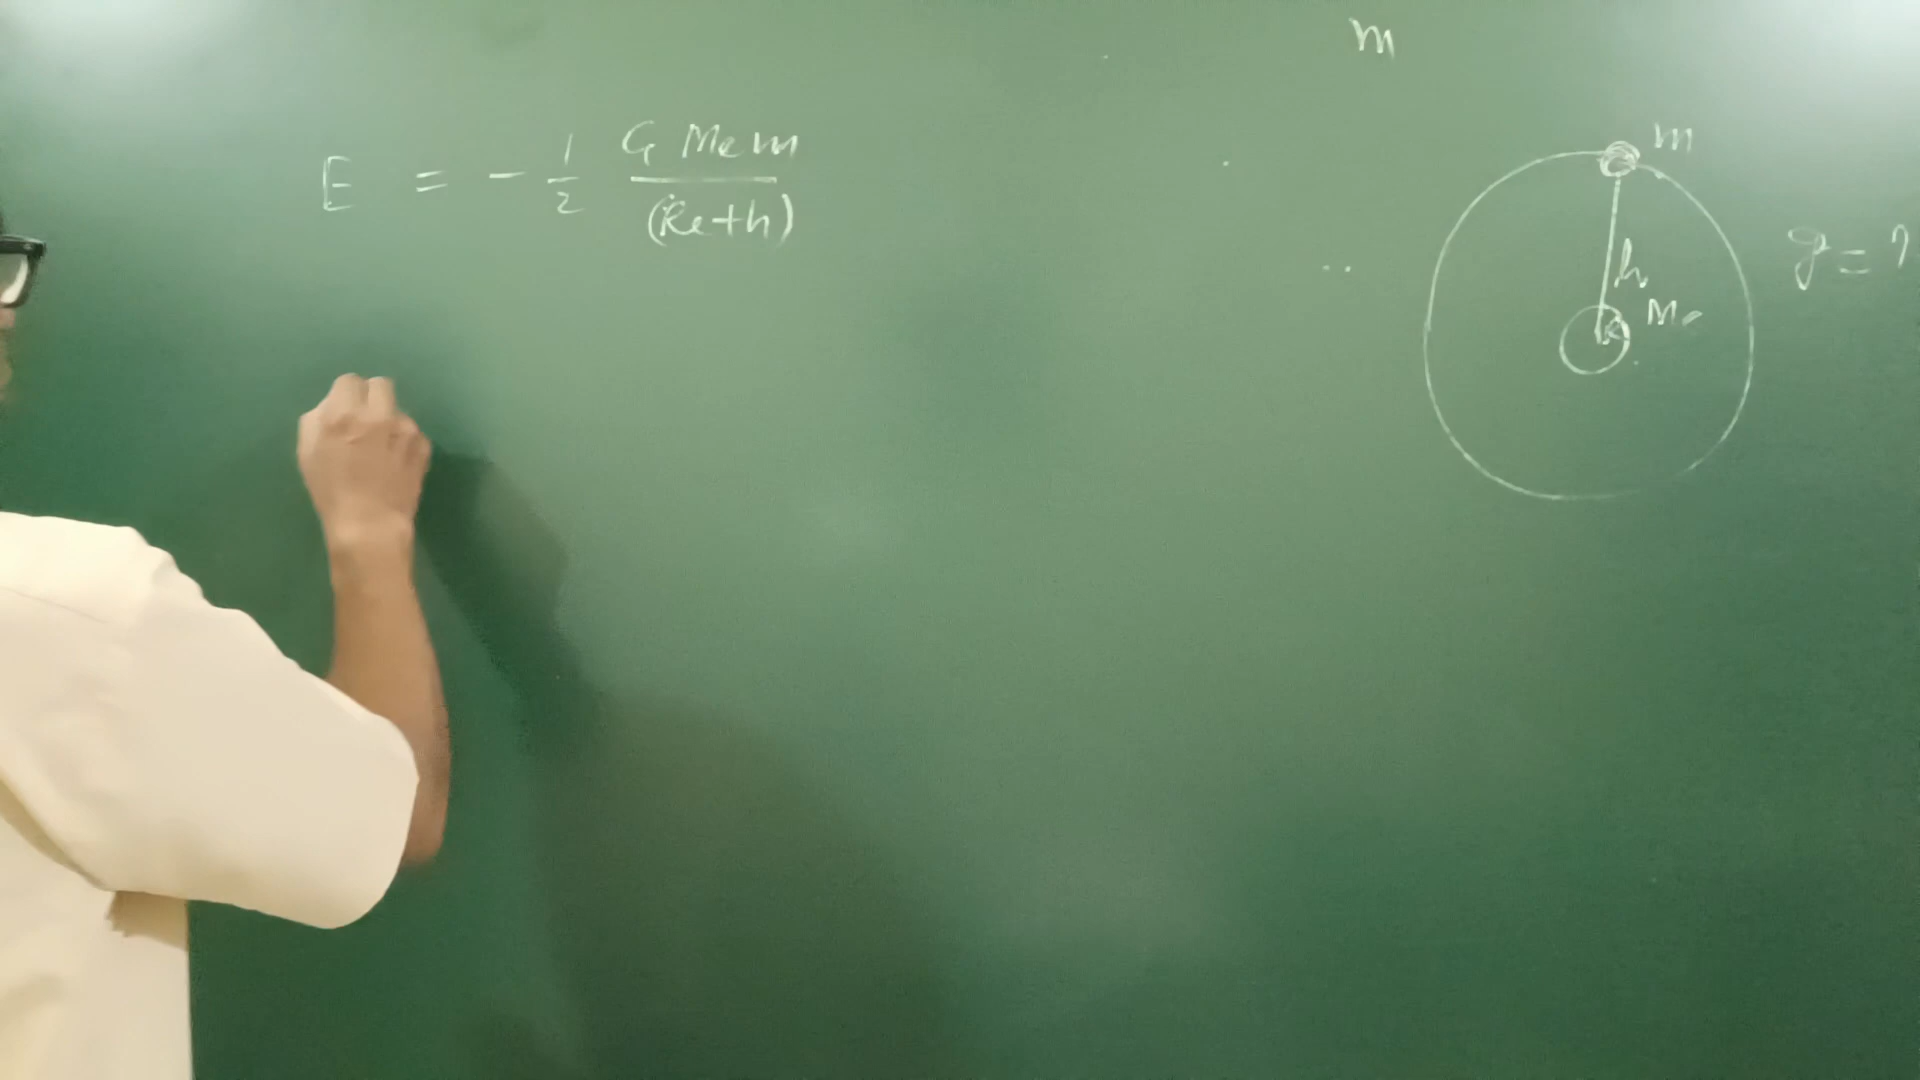 E = - 1/2 G Me m / (Re+h)
m
m
h
Me
g = ?